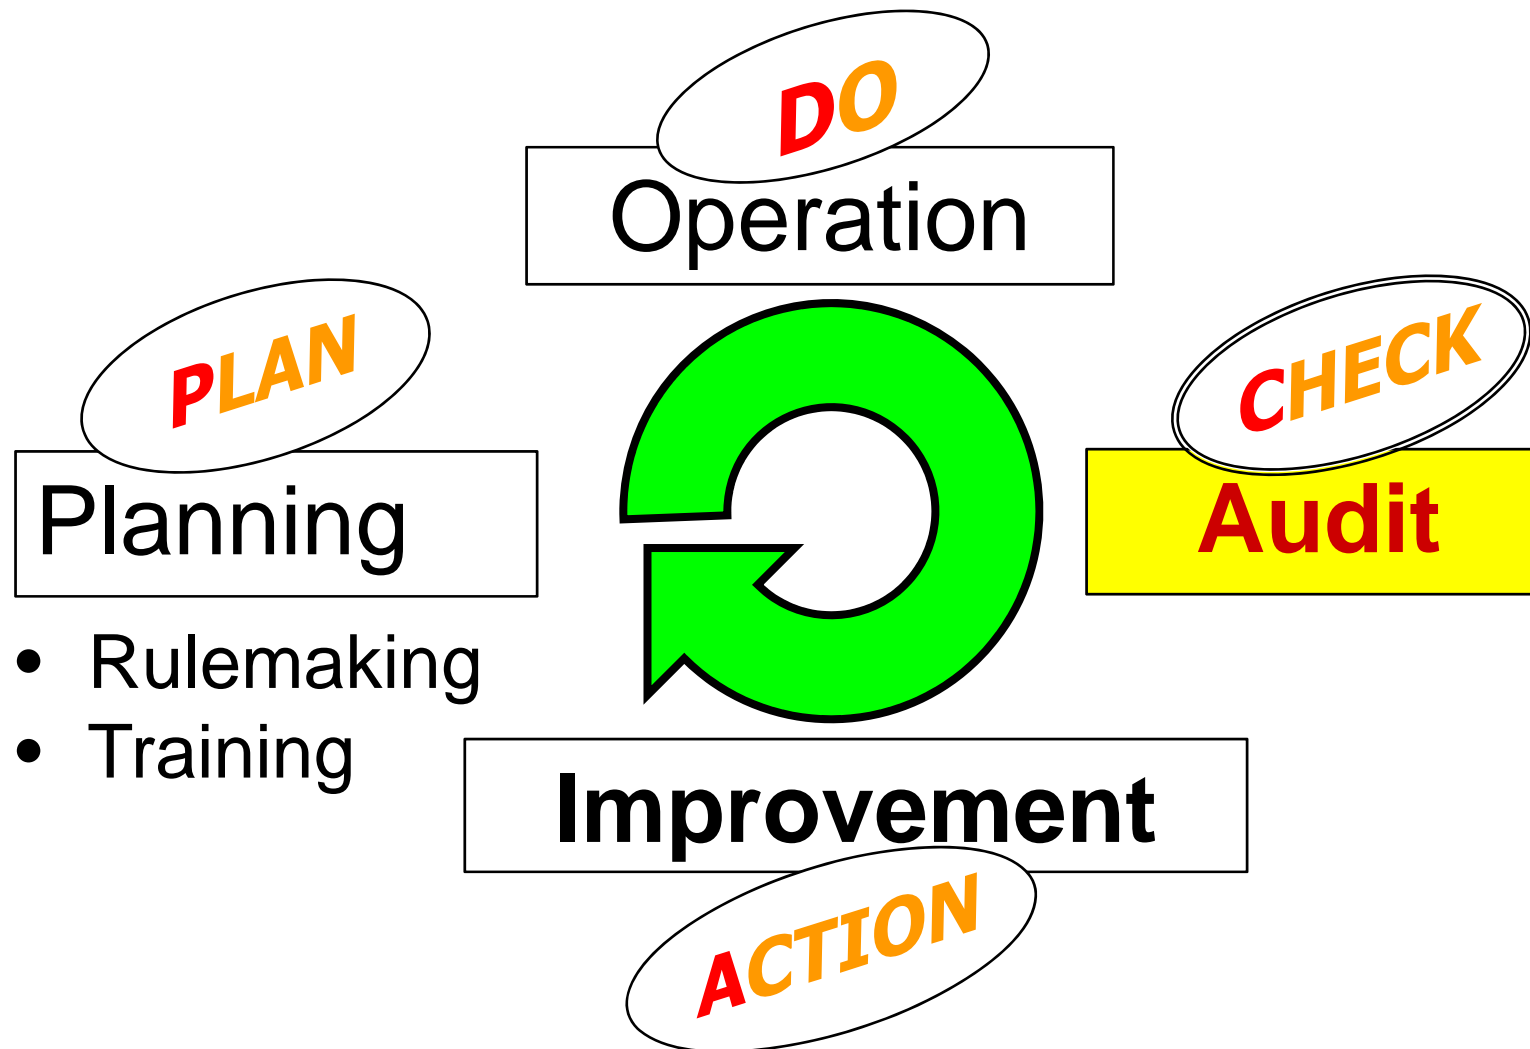 DO
Operation
PLAN
Planning
• Rulemaking
• Training
CHECK
Audit
Improvement
ACTION